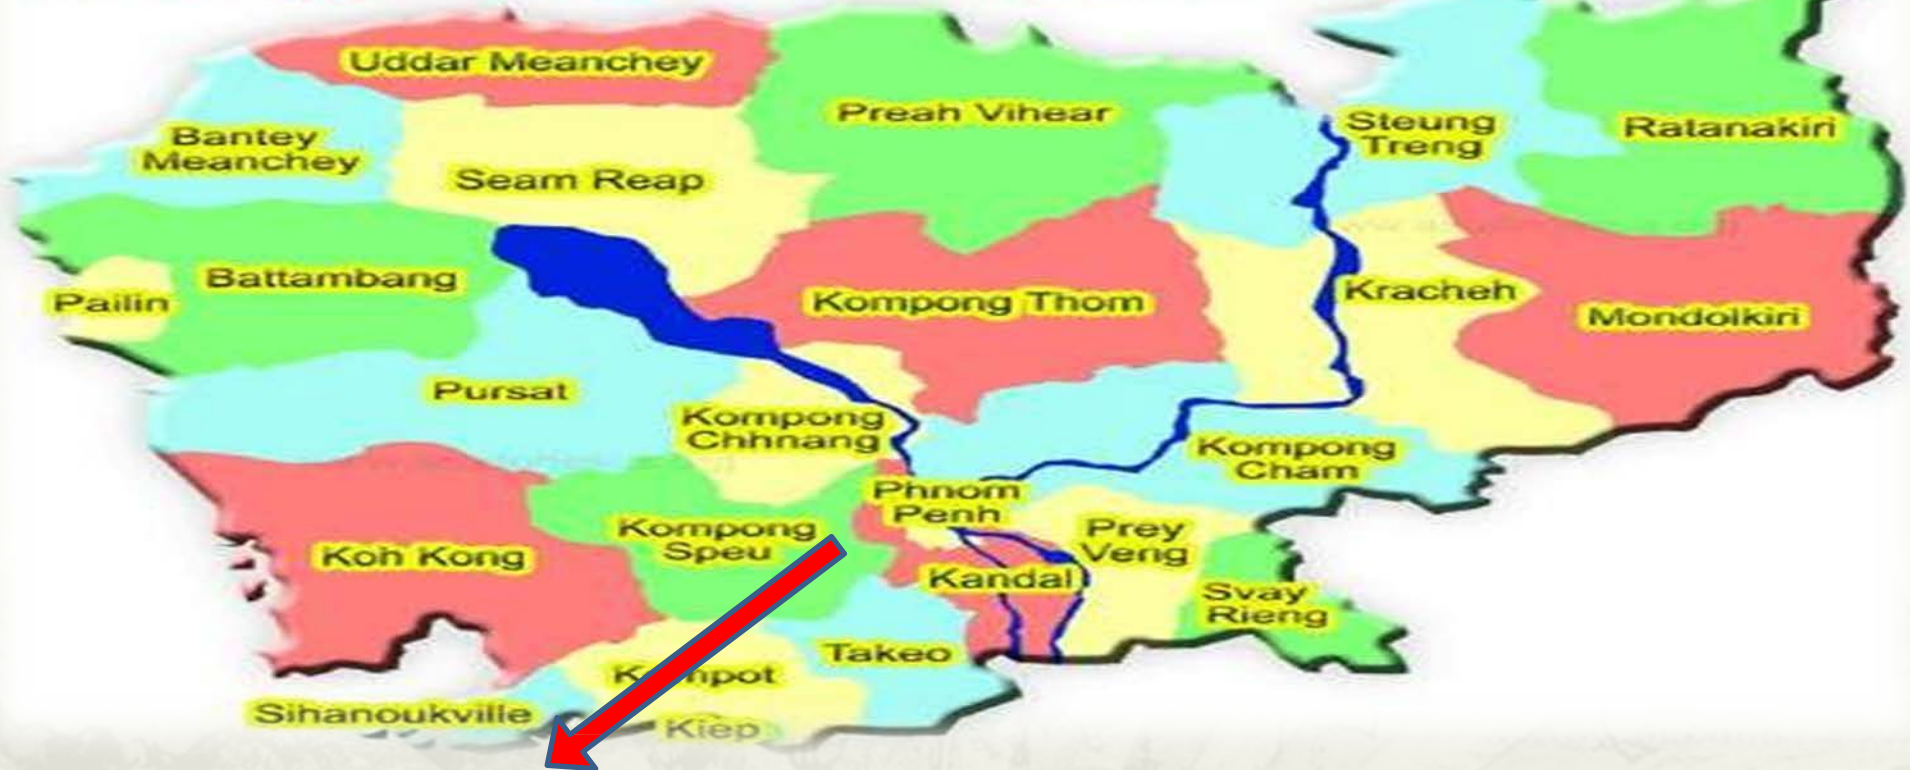 Uddar Meanchey
Preah Vihear
Steung
Treng
Ratanakiri
Bantey
Meanchey
Seam Reap
Battambang
Pailin
Kompong Thom
Kracheh
Mondolkiri
Pursat
Kompong
Chhnang
Kompong
Cham
Phnom
Penh
Prey
Veng
Kompong
Speu
Koh Kong
Kandal
Svay
Rieng
Takeo
Sihanoukville
Kiep